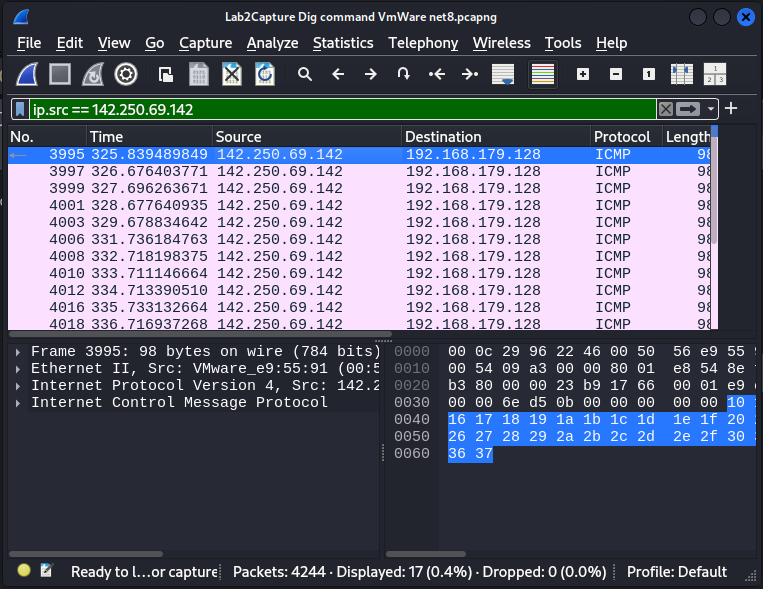 Lab2Capture Dig command VmWare net8.pcapng
File Edit View Go Capture Analyze Statistics Telephony Wireless Tools Help
ip.src == 142.250.69.142
No. Time Source Destination Protocol Length
3995 325.839489849 142.250.69.142 192.168.179.128 ICMP 98
3997 326.676403771 142.250.69.142 192.168.179.128 ICMP 98
3999 327.696263671 142.250.69.142 192.168.179.128 ICMP 98
4001 328.677640935 142.250.69.142 192.168.179.128 ICMP 98
4003 329.678834642 142.250.69.142 192.168.179.128 ICMP 98
4006 331.736184763 142.250.69.142 192.168.179.128 ICMP 98
4008 332.718198375 142.250.69.142 192.168.179.128 ICMP 98
4010 333.711146664 142.250.69.142 192.168.179.128 ICMP 98
4012 334.713390510 142.250.69.142 192.168.179.128 ICMP 98
4016 335.733132664 142.250.69.142 192.168.179.128 ICMP 98
4018 336.716937268 142.250.69.142 192.168.179.128 ICMP 98
Frame 3995: 98 bytes on wire (784 bits)
Ethernet II, Src: VMware_e9:55:91 (00:5
Internet Protocol Version 4, Src: 142.2
Internet Control Message Protocol
0000 00 0c 29 96 22 46 00 50 56 e9 55
0010 00 54 09 a3 00 00 80 01 e8 54 8e
0020 b3 80 00 00 23 b9 17 66 00 01 e9
0030 00 00 6e d5 0b 00 00 00 00 00 10
0040 16 17 18 19 1a 1b 1c 1d 1e 1f 20
0050 26 27 28 29 2a 2b 2c 2d 2e 2f 30
0060 36 37
Ready to l...or capture Packets: 4244 · Displayed: 17 (0.4%) · Dropped: 0 (0.0%) Profile: Default